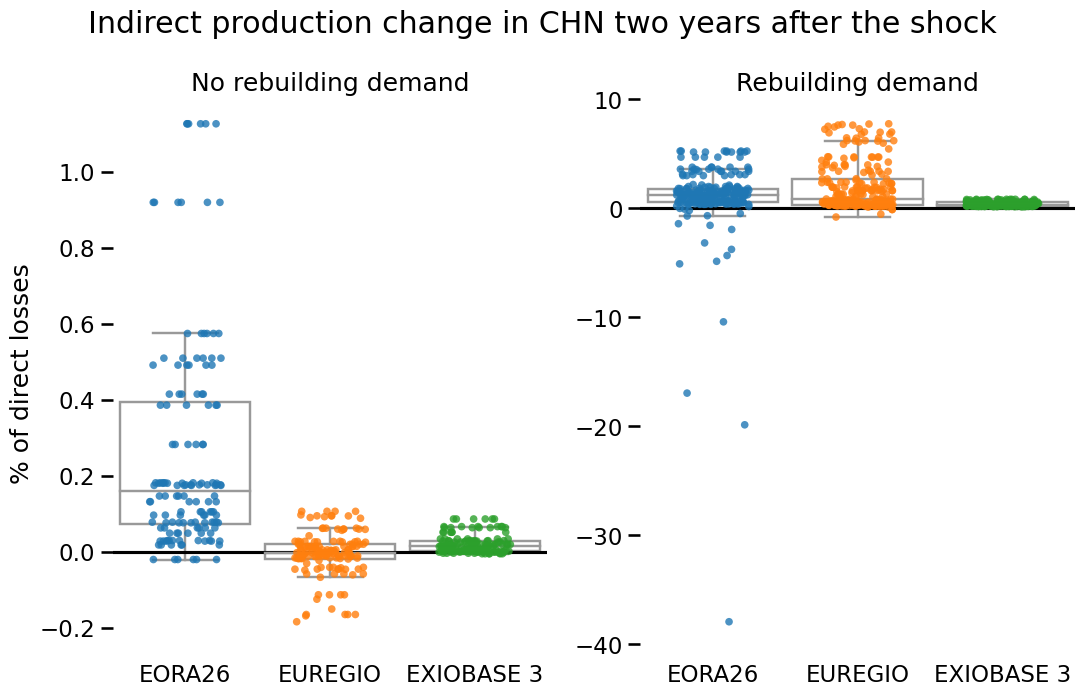 Indirect production change in CHN two years after the shock
No rebuilding demand
% of direct losses
1.0
0.8
0.6
0.4
0.2
0.0
−0.2
EORA26 EUREGIO EXIOBASE 3
Rebuilding demand
10
0
−10
−20
−30
−40
EORA26 EUREGIO EXIOBASE 3